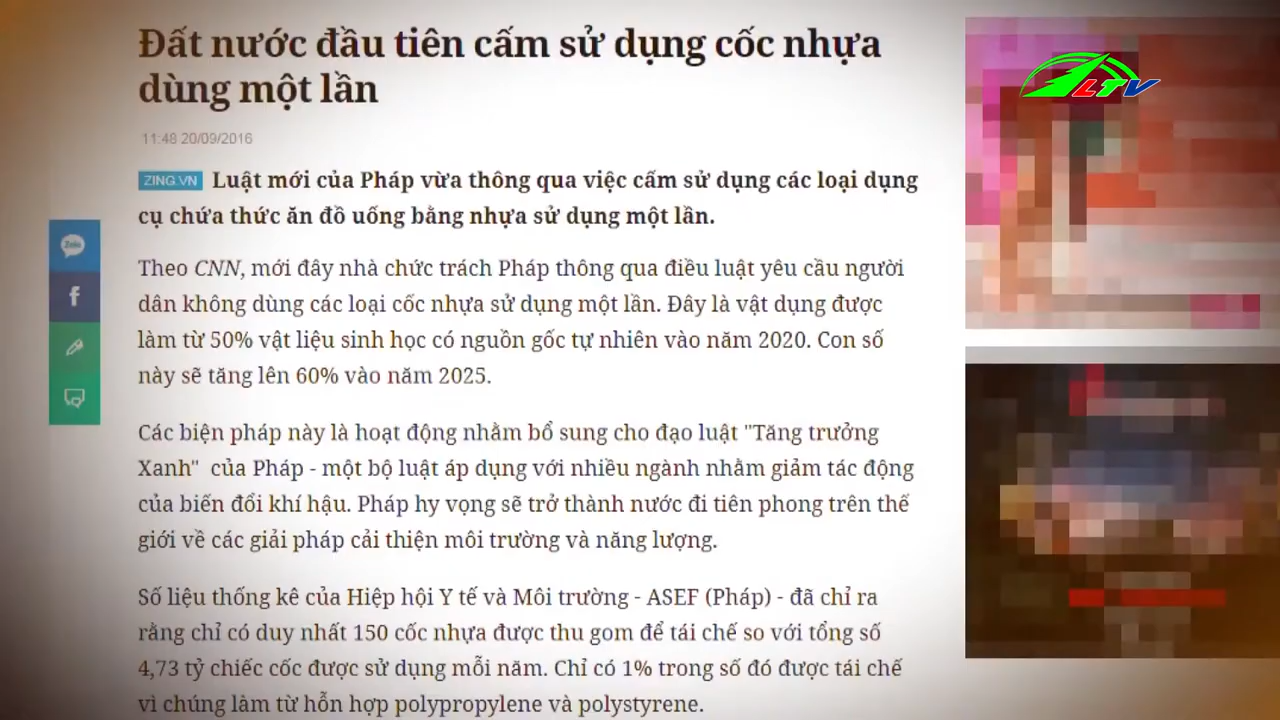 Đất nước đầu tiên cấm sử dụng cốc nhựa
dùng một lần
11:48 20/09/2016
ZING.VN Luật mới của Pháp vừa thông qua việc cấm sử dụng các loại dụng
cụ chứa thức ăn đồ uống bằng nhựa sử dụng một lần.
Theo CNN, mới đây nhà chức trách Pháp thông qua điều luật yêu cầu người
dân không dùng các loại cốc nhựa sử dụng một lần. Đây là vật dụng được
làm từ 50% vật liệu sinh học có nguồn gốc tự nhiên vào năm 2020. Con số
này sẽ tăng lên 60% vào năm 2025.
Các biện pháp này là hoạt động nhằm bổ sung cho đạo luật "Tăng trưởng
Xanh" của Pháp - một bộ luật áp dụng với nhiều ngành nhằm giảm tác động
của biến đổi khí hậu. Pháp hy vọng sẽ trở thành nước đi tiên phong trên thế
giới về các giải pháp cải thiện môi trường và năng lượng.
Số liệu thống kê của Hiệp hội Y tế và Môi trường - ASEF (Pháp) - đã chỉ ra
rằng chỉ có duy nhất 150 cốc nhựa được thu gom để tái chế so với tổng số
4,73 tỷ chiếc cốc được sử dụng mỗi năm. Chỉ có 1% trong số đó được tái chế
vì chúng làm từ hỗn hợp polypropylene và polystyrene.
Zalo
f
LTV